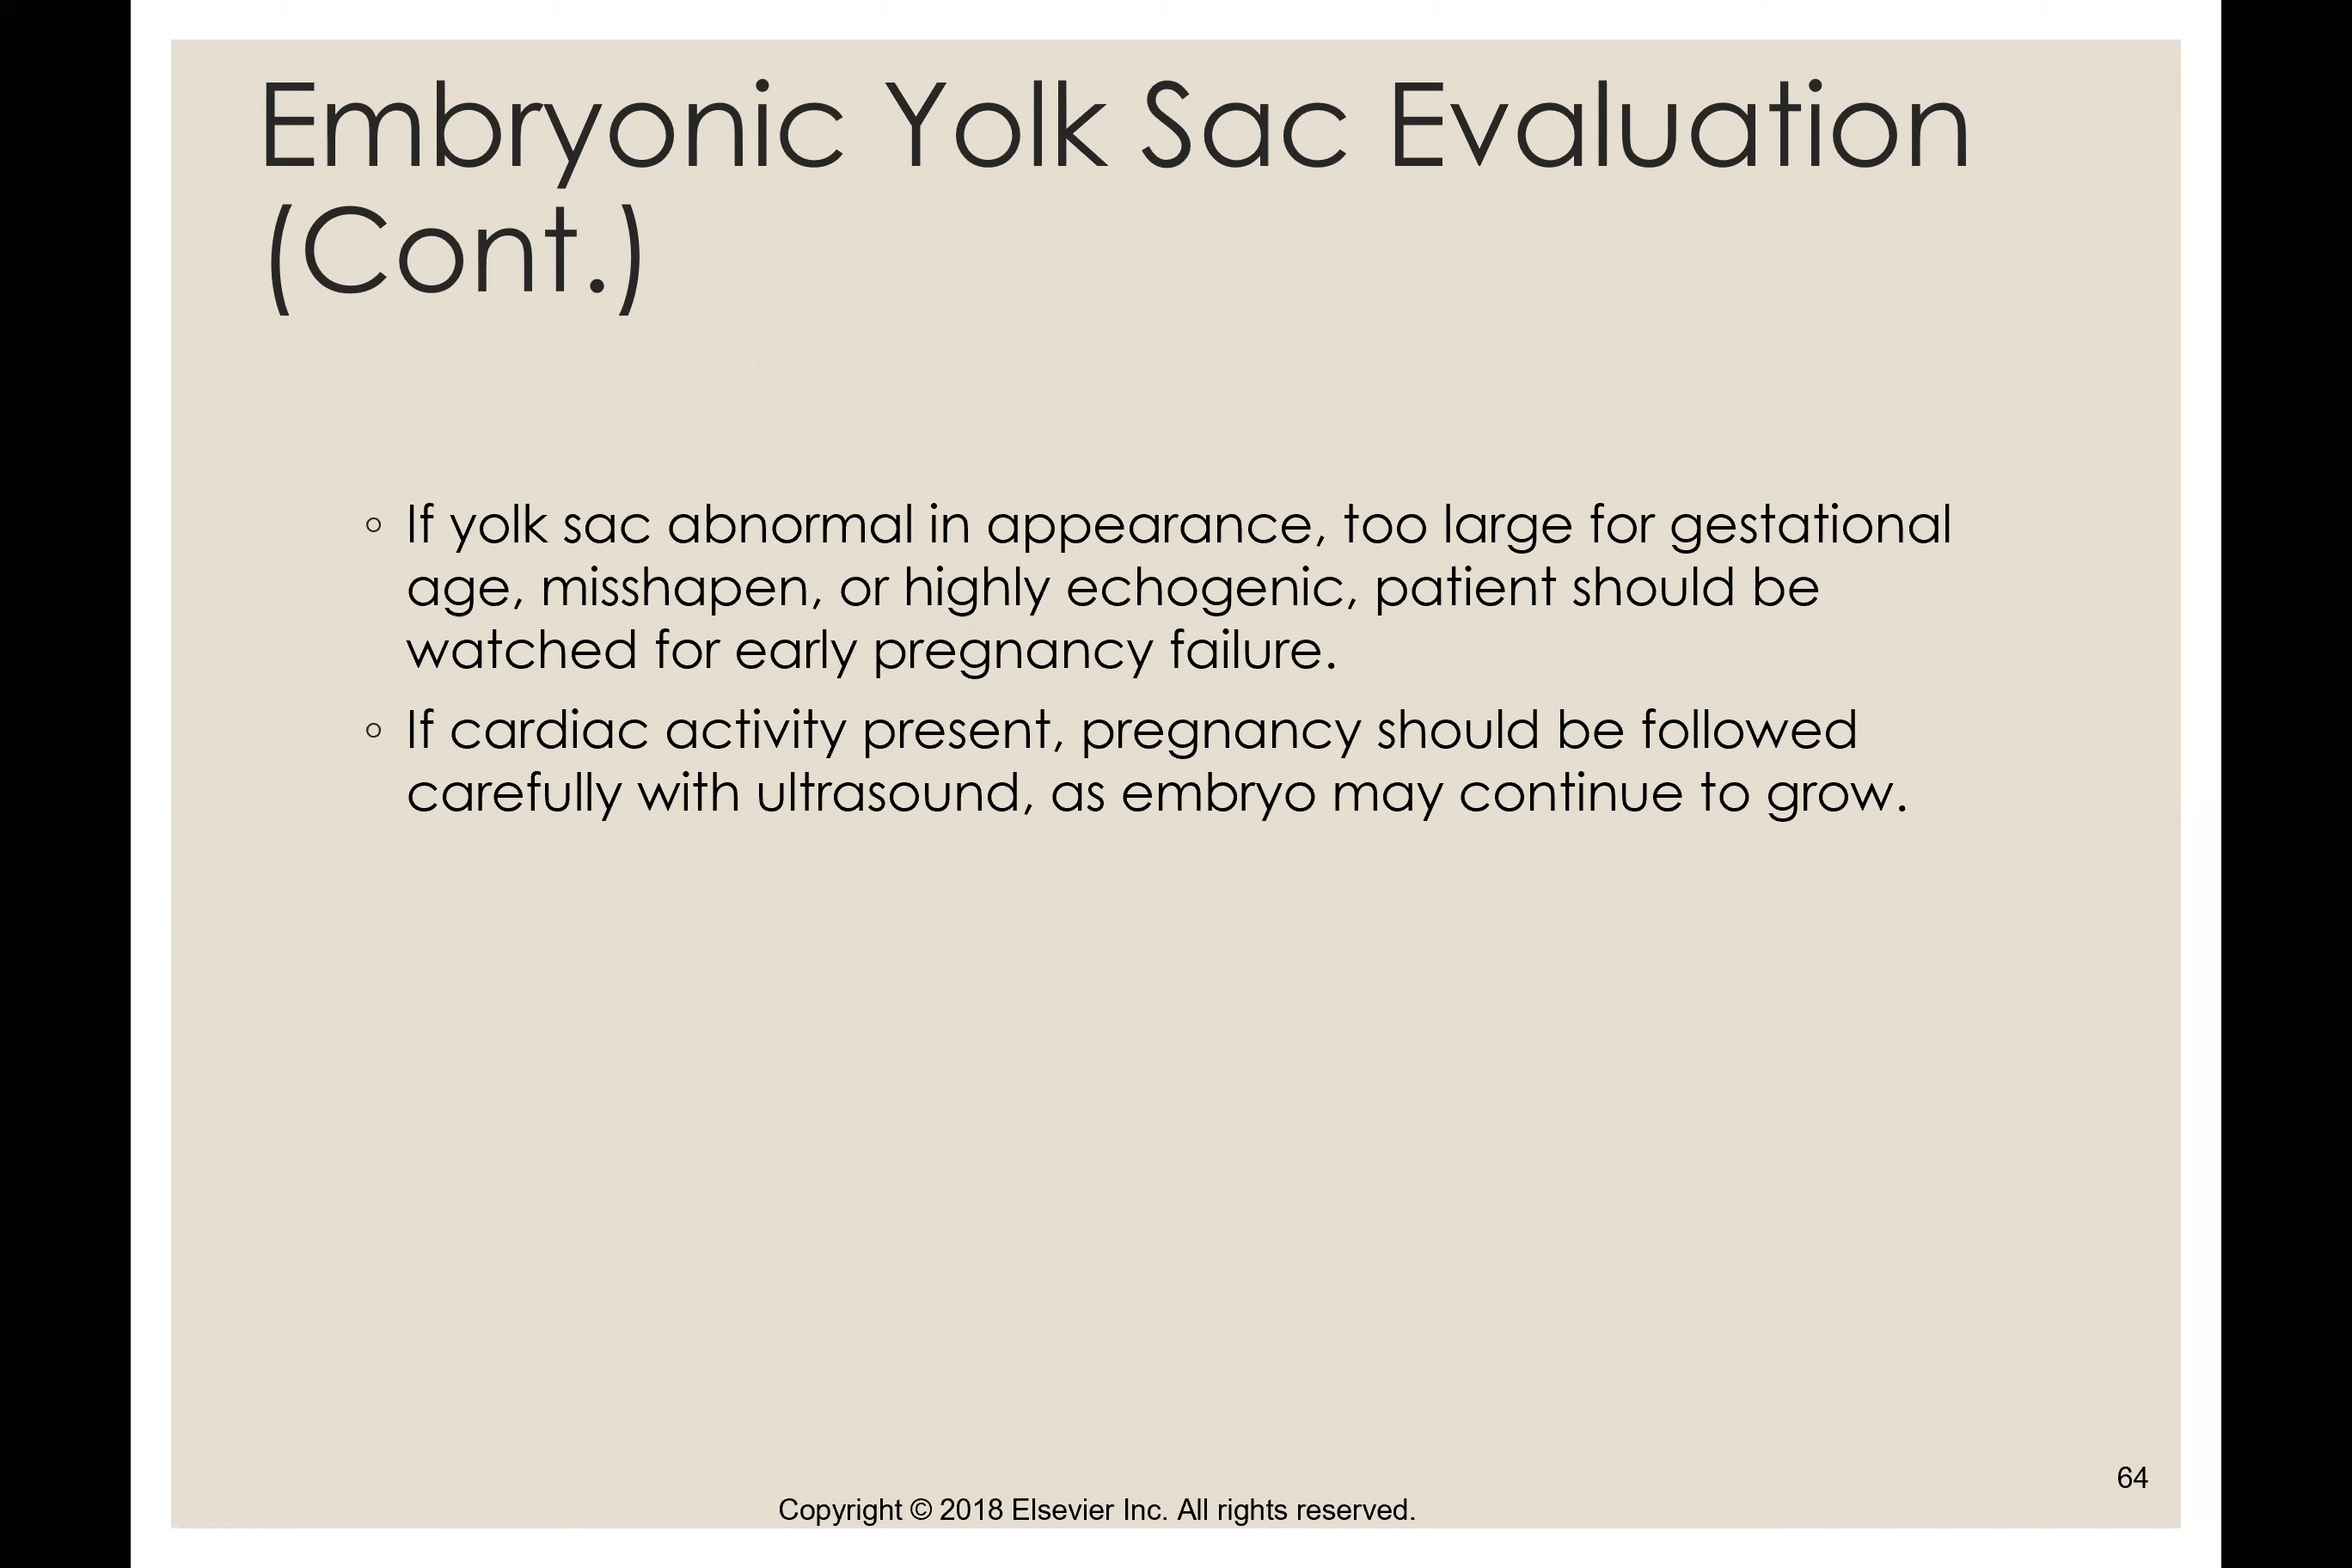 Embryonic Yolk Sac Evaluation
(Cont.)
◦ If yolk sac abnormal in appearance, too large for gestational
age, misshapen, or highly echogenic, patient should be
watched for early pregnancy failure.
◦ If cardiac activity present, pregnancy should be followed
carefully with ultrasound, as embryo may continue to grow.
64
Copyright © 2018 Elsevier Inc. All rights reserved.